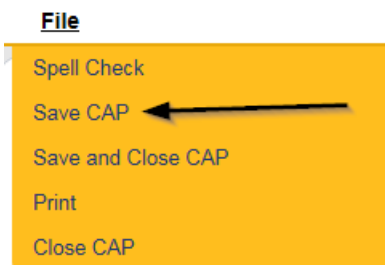 File
Spell Check
Save CAP
Save and Close CAP
Print
Close CAP